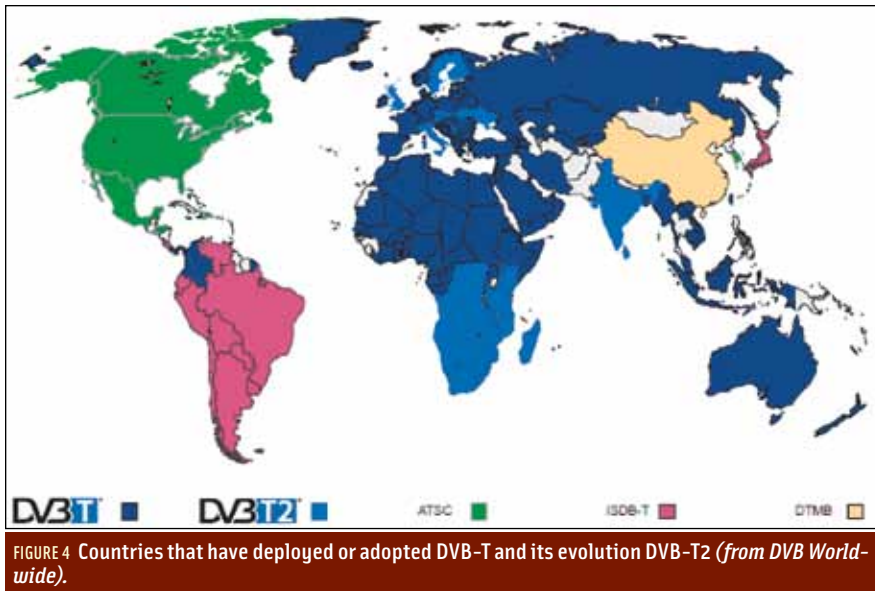 DVB T DVB T2 ATSC ISDB-T DTMB
FIGURE 4 Countries that have deployed or adopted DVB-T and its evolution DVB-T2 (from DVB World-
wide).